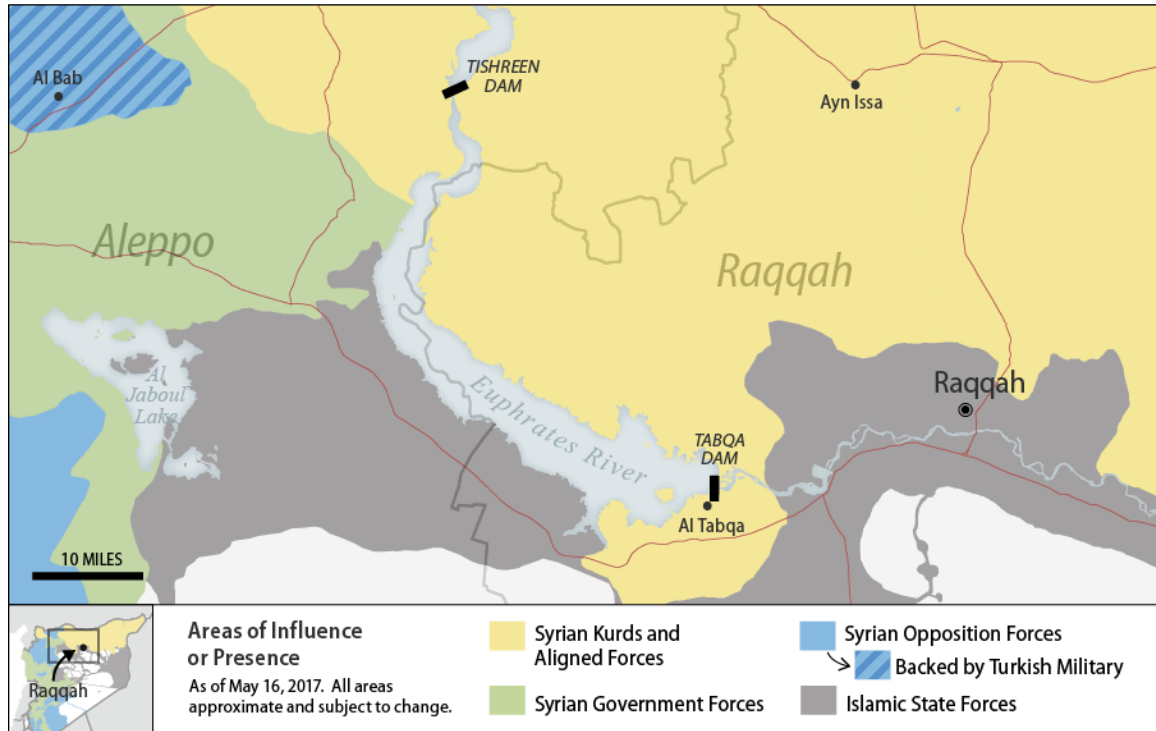 TISHREEN
DAM
Al Bab
Ayn Issa
Aleppo
Raqqah
Al
Jaboul
Lake
Euphrates River
Raqqah
TABQA
DAM
Al Tabqa
10 MILES
Raqqah
Areas of Influence
or Presence
As of May 16, 2017. All areas
approximate and subject to change.
Syrian Kurds and
Aligned Forces
Syrian Government Forces
Syrian Opposition Forces
Backed by Turkish Military
Islamic State Forces